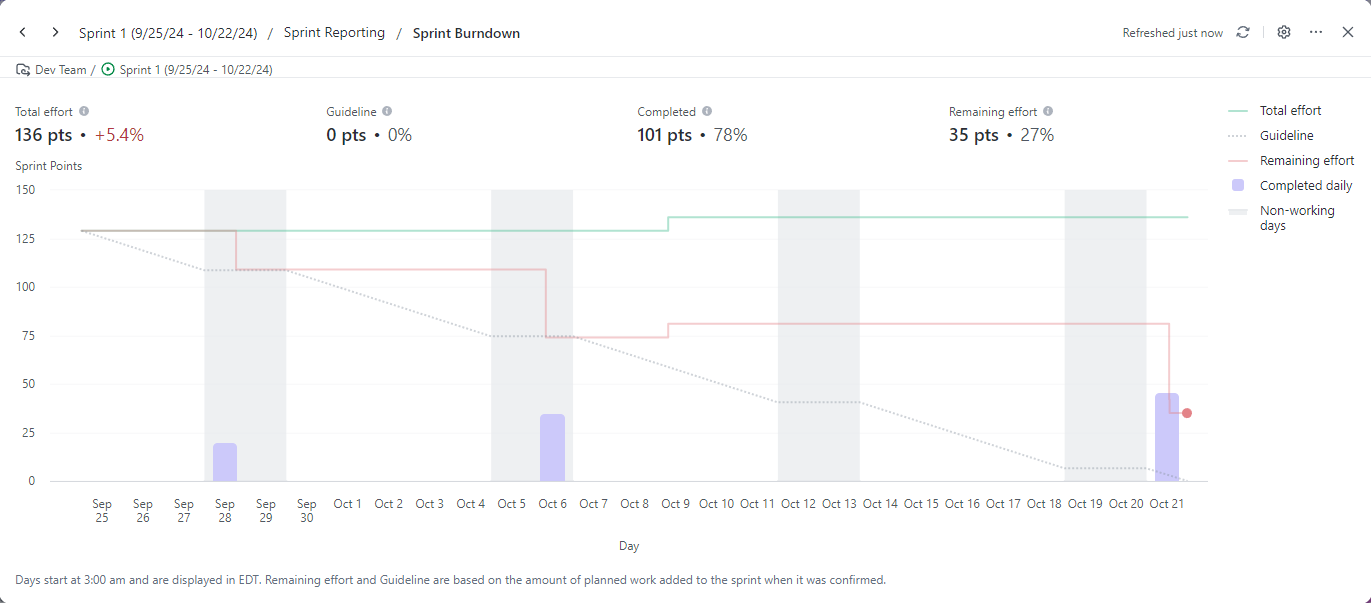 Sprint 1 (9/25/24 - 10/22/24) / Sprint Reporting / Sprint Burndown
Refreshed just now
Dev Team / Sprint 1 (9/25/24 - 10/22/24)
Total effort
136 pts • +5.4%
Guideline
0 pts • 0%
Completed
101 pts • 78%
Remaining effort
35 pts • 27%
Total effort
Guideline
Remaining effort
Completed daily
Non-working
days
Sprint Points
150
125
100
75
50
25
0
Sep 25
Sep 26
Sep 27
Sep 28
Sep 29
Sep 30
Oct 1
Oct 2
Oct 3
Oct 4
Oct 5
Oct 6
Oct 7
Oct 8
Oct 9
Oct 10
Oct 11
Oct 12
Oct 13
Oct 14
Oct 15
Oct 16
Oct 17
Oct 18
Oct 19
Oct 20
Oct 21
Day
Days start at 3:00 am and are displayed in EDT. Remaining effort and Guideline are based on the amount of planned work added to the sprint when it was confirmed.